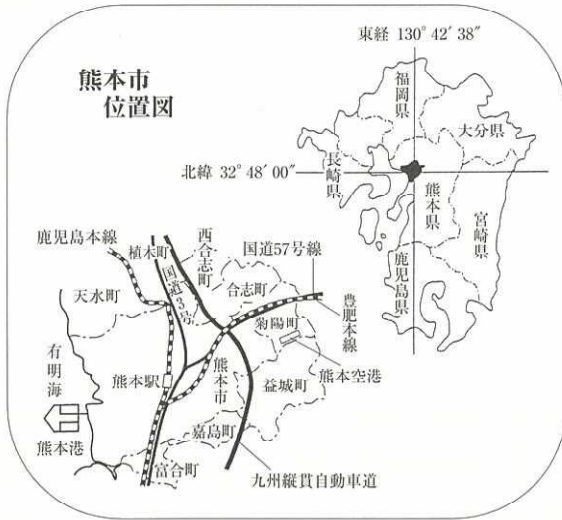 熊本市
位置図
東経 130° 42′ 38″
福岡県
大分県
長崎県
北緯 32° 48′ 00″
熊本県
宮崎県
鹿児島県
鹿児島本線
植木町
西合志町
国道57号線
国道3号
合志町
天水町
菊陽町
豊肥本線
有明海
熊本駅
熊本市
熊本空港
益城町
熊本港
嘉島町
富合町
九州縦貫自動車道